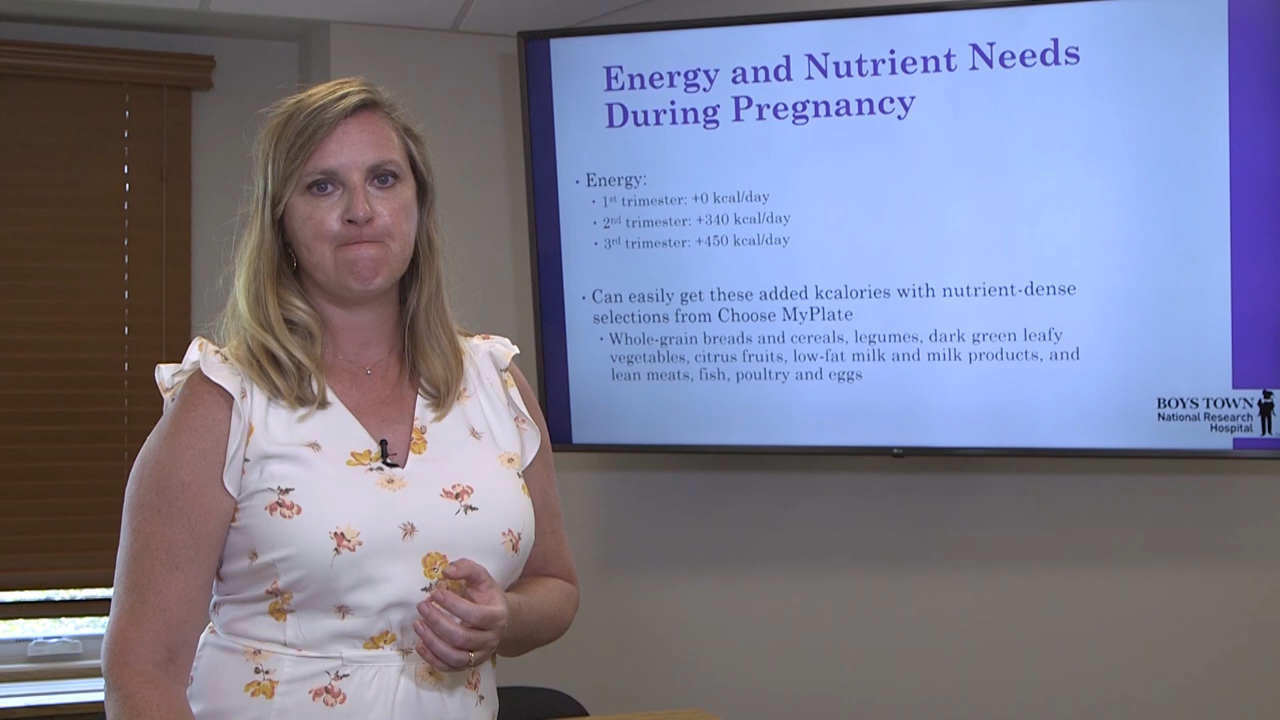 Energy and Nutrient Needs
During Pregnancy
• Energy:
• 1st trimester: +0 kcal/day
• 2nd trimester: +340 kcal/day
• 3rd trimester: +450 kcal/day
• Can easily get these added kcalories with nutrient-dense
selections from Choose MyPlate
• Whole-grain breads and cereals, legumes, dark green leafy
vegetables, citrus fruits, low-fat milk and milk products, and
lean meats, fish, poultry and eggs
BOYS TOWN
National Research
Hospital